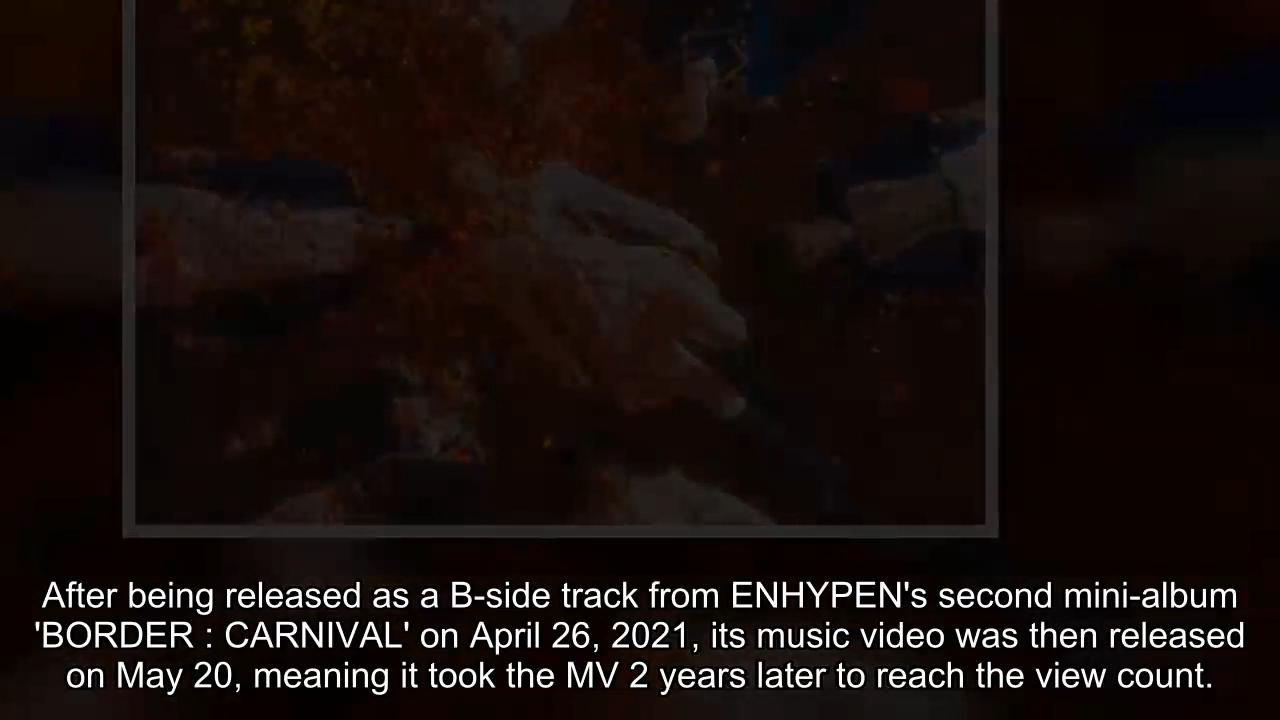 After being released as a B-side track from ENHYPEN's second mini-album
'BORDER : CARNIVAL' on April 26, 2021, its music video was then released
on May 20, meaning it took the MV 2 years later to reach the view count.